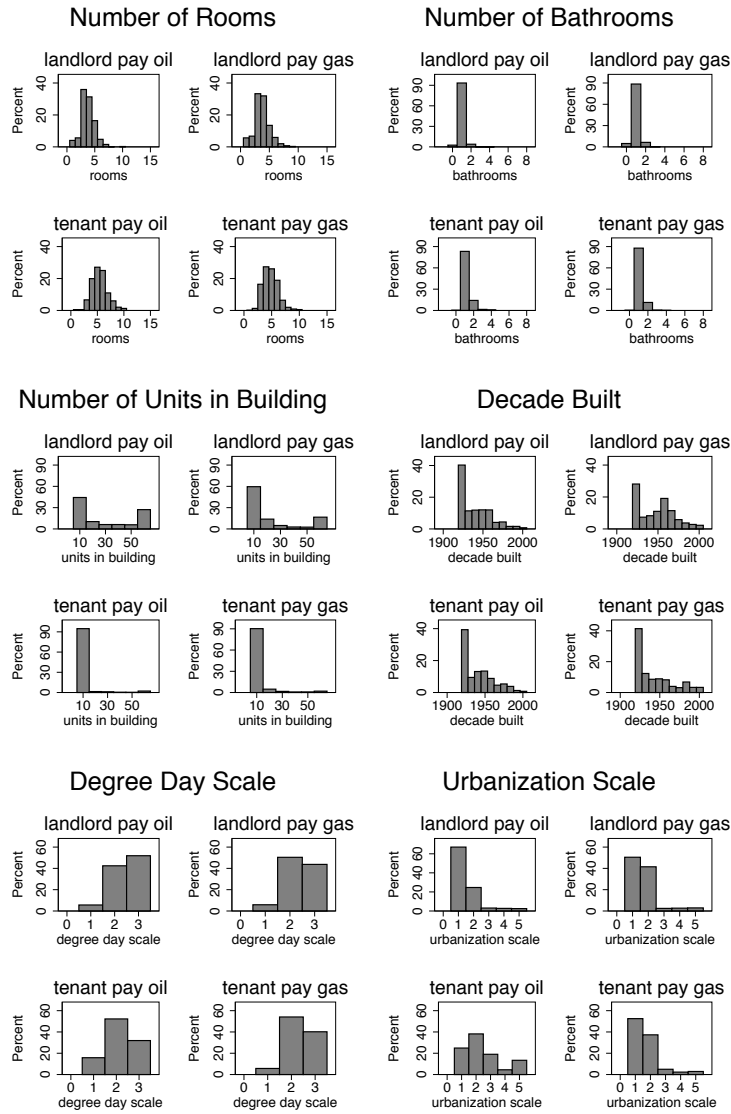 Number of Rooms
landlord pay oil
Percent
0 20 40
0 5 10 15
rooms
landlord pay gas
Percent
0 20 40
0 5 10 15
rooms
tenant pay oil
Percent
0 20 40
0 5 10 15
rooms
tenant pay gas
Percent
0 20 40
0 5 10 15
rooms
Number of Bathrooms
landlord pay oil
Percent
0 30 60 90
0 2 4 6 8
bathrooms
landlord pay gas
Percent
0 30 60 90
0 2 4 6 8
bathrooms
tenant pay oil
Percent
0 30 60 90
0 2 4 6 8
bathrooms
tenant pay gas
Percent
0 30 60 90
0 2 4 6 8
bathrooms
Number of Units in Building
landlord pay oil
Percent
0 30 60 90
10 30 50
units in building
landlord pay gas
Percent
0 30 60 90
10 30 50
units in building
tenant pay oil
Percent
0 30 60 90
10 30 50
units in building
tenant pay gas
Percent
0 30 60 90
10 30 50
units in building
Decade Built
landlord pay oil
Percent
0 20 40
1900 1950 2000
decade built
landlord pay gas
Percent
0 20 40
1900 1950 2000
decade built
tenant pay oil
Percent
0 20 40
1900 1950 2000
decade built
tenant pay gas
Percent
0 20 40
1900 1950 2000
decade built
Degree Day Scale
landlord pay oil
Percent
0 20 40 60
0 1 2 3
degree day scale
landlord pay gas
Percent
0 20 40 60
0 1 2 3
degree day scale
tenant pay oil
Percent
0 20 40 60
0 1 2 3
degree day scale
tenant pay gas
Percent
0 20 40 60
0 1 2 3
degree day scale
Urbanization Scale
landlord pay oil
Percent
0 20 40 60
0 1 2 3 4 5
urbanization scale
landlord pay gas
Percent
0 20 40 60
0 1 2 3 4 5
urbanization scale
tenant pay oil
Percent
0 20 40 60
0 1 2 3 4 5
urbanization scale
tenant pay gas
Percent
0 20 40 60
0 1 2 3 4 5
urbanization scale